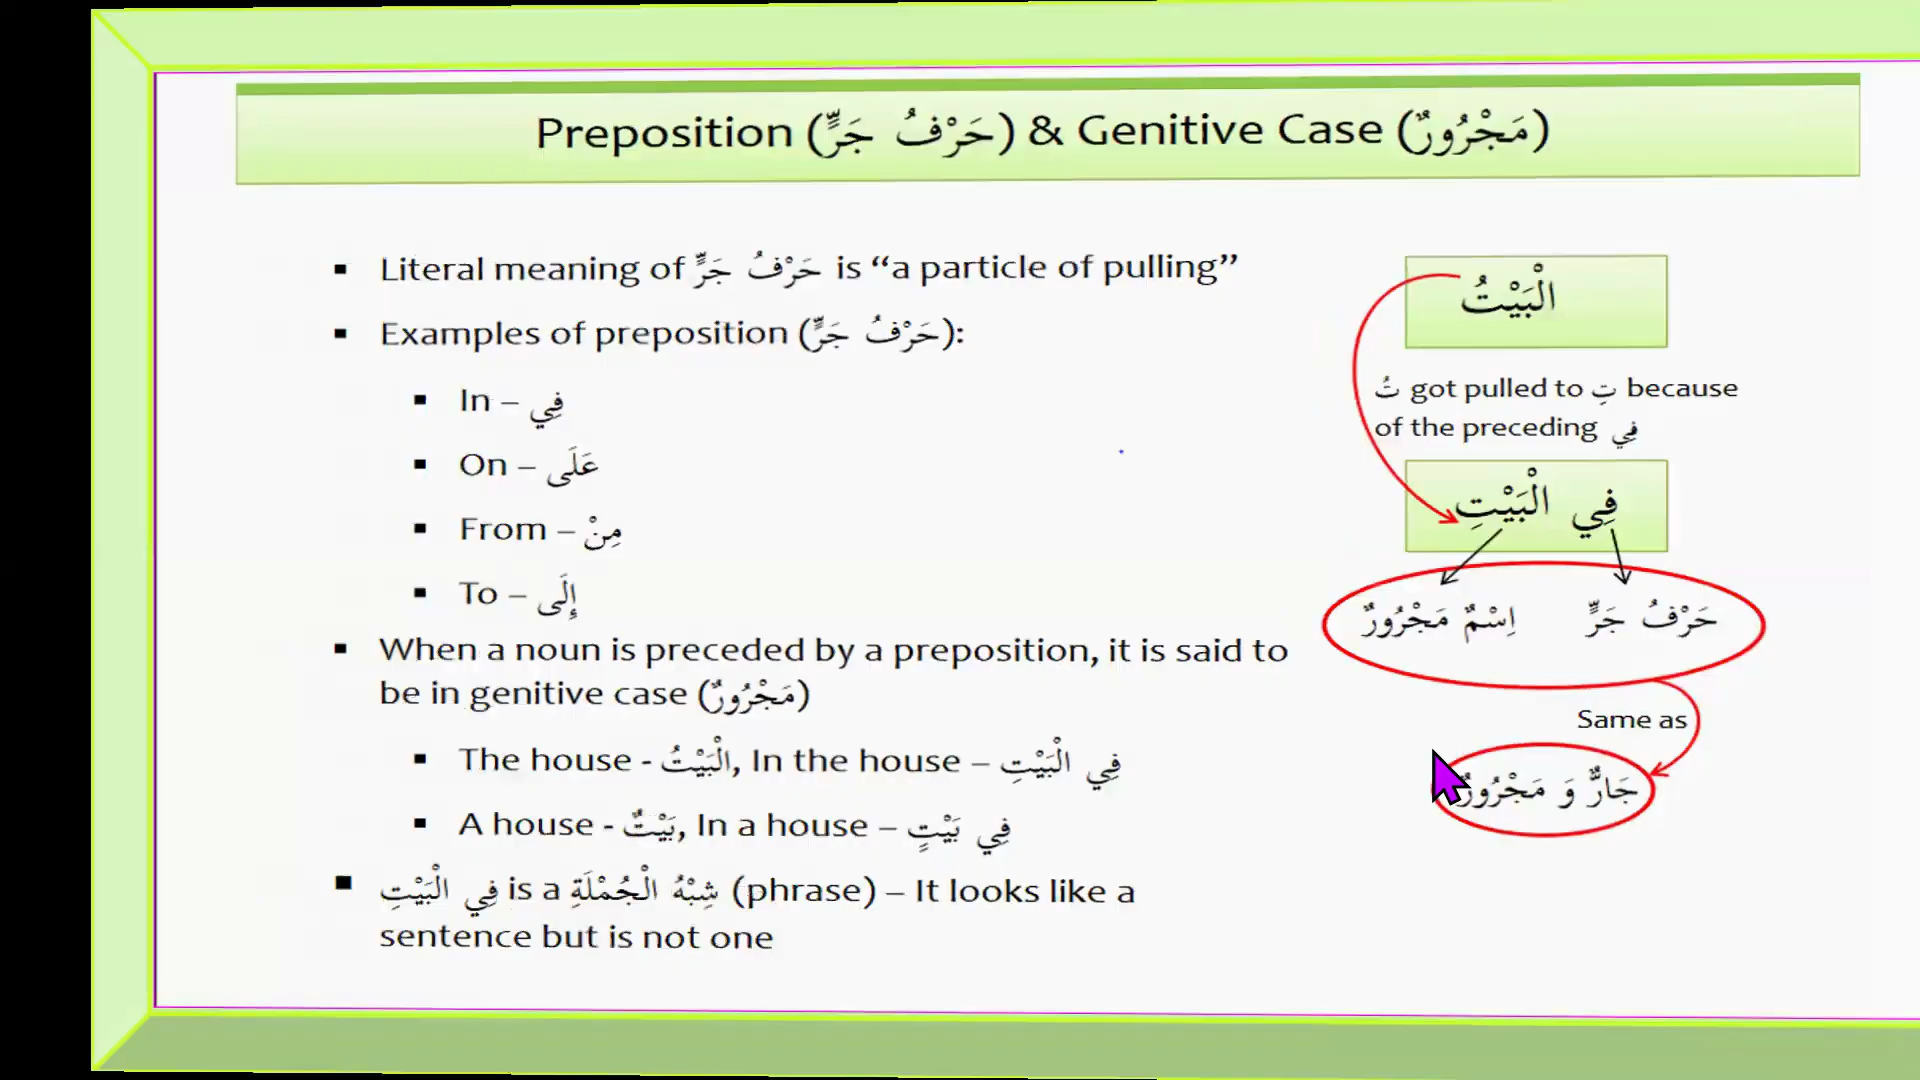 Preposition (حَرْفُ جَرٍّ) & Genitive Case (مَجْرُورٌ)
▪ Literal meaning of حَرْفُ جَرٍّ is “a particle of pulling”
▪ Examples of preposition (حَرْفُ جَرٍّ):
▪ In – فِي
▪ On – عَلَى
▪ From – مِنْ
▪ To – إِلَى
▪ When a noun is preceded by a preposition, it is said to
be in genitive case (مَجْرُورٌ)
▪ The house - الْبَيْتُ, In the house – فِي الْبَيْتِ
▪ A house - بَيْتٌ, In a house – فِي بَيْتٍ
▪ فِي الْبَيْتِ is a شِبْهُ الْجُمْلَةِ (phrase) – It looks like a
sentence but is not one
الْبَيْتُ
تُ got pulled to تِ because
of the preceding فِي
فِي الْبَيْتِ
حَرْفُ جَرٍّ اِسْمٌ مَجْرُورٌ
Same as
جَارٌّ وَ مَجْرُورٌ